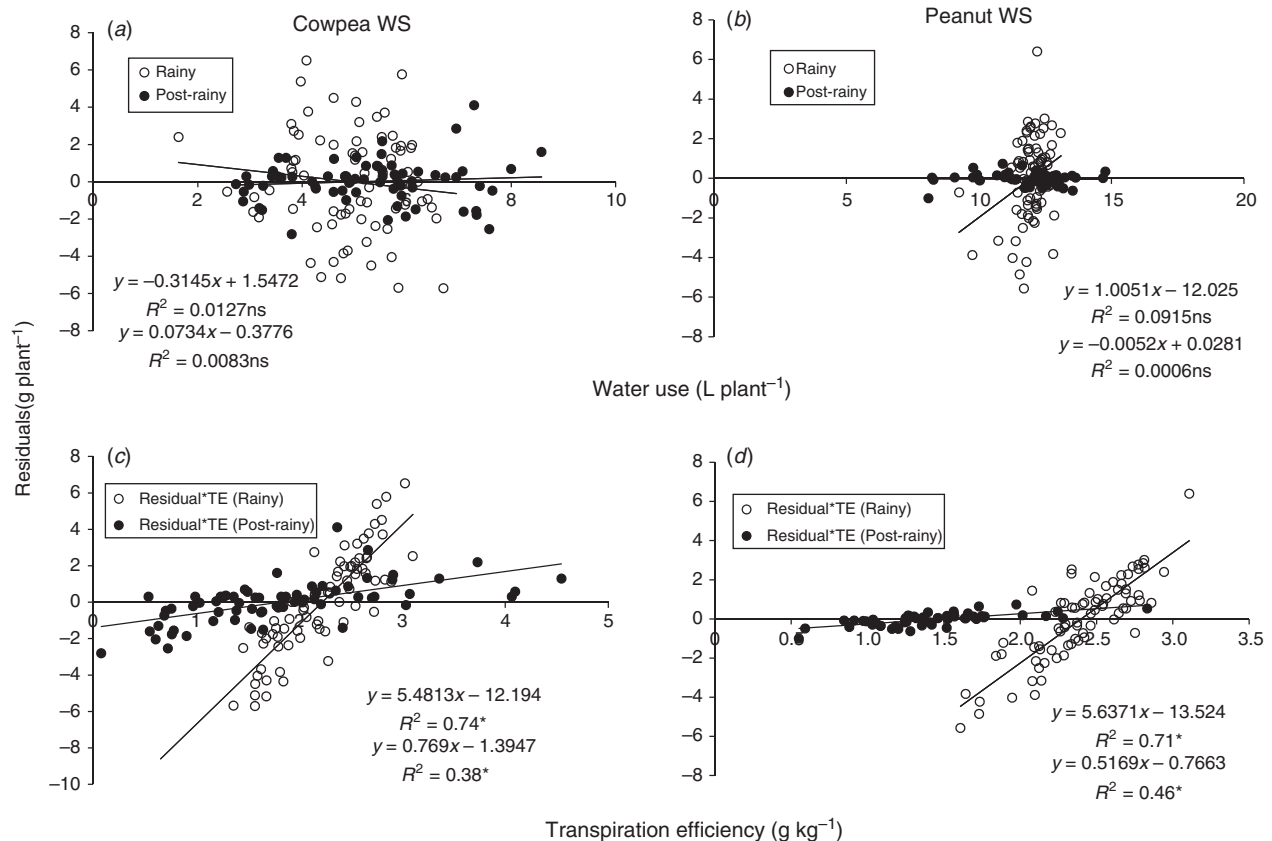 (a) Cowpea WS
Rainy
Post-rainy
8
6
4
2
0
−2
−4
−6
−8
0 2 4 6 8 10
y = −0.3145x + 1.5472
R² = 0.0127ns
y = 0.0734x − 0.3776
R² = 0.0083ns
(b) Peanut WS
Rainy
Post-rainy
8
6
4
2
0
−2
−4
−6
−8
0 5 10 15 20
y = 1.0051x − 12.025
R² = 0.0915ns
y = −0.0052x + 0.0281
R² = 0.0006ns
Water use (L plant⁻¹)
Residuals(g plant⁻¹)
(c)
Residual*TE (Rainy)
Residual*TE (Post-rainy)
8
6
4
2
0
−2
−4
−6
−8
−10
0 1 3 4 5
y = 5.4813x − 12.194
R² = 0.74*
y = 0.769x − 1.3947
R² = 0.38*
(d)
Residual*TE (Rainy)
Residual*TE (Post-rainy)
8
6
4
2
0
−2
−4
−6
−8
0 0.5 1.0 1.5 2.0 2.5 3.0 3.5
y = 5.6371x − 13.524
R² = 0.71*
y = 0.5169x − 0.7663
R² = 0.46*
Transpiration efficiency (g kg⁻¹)